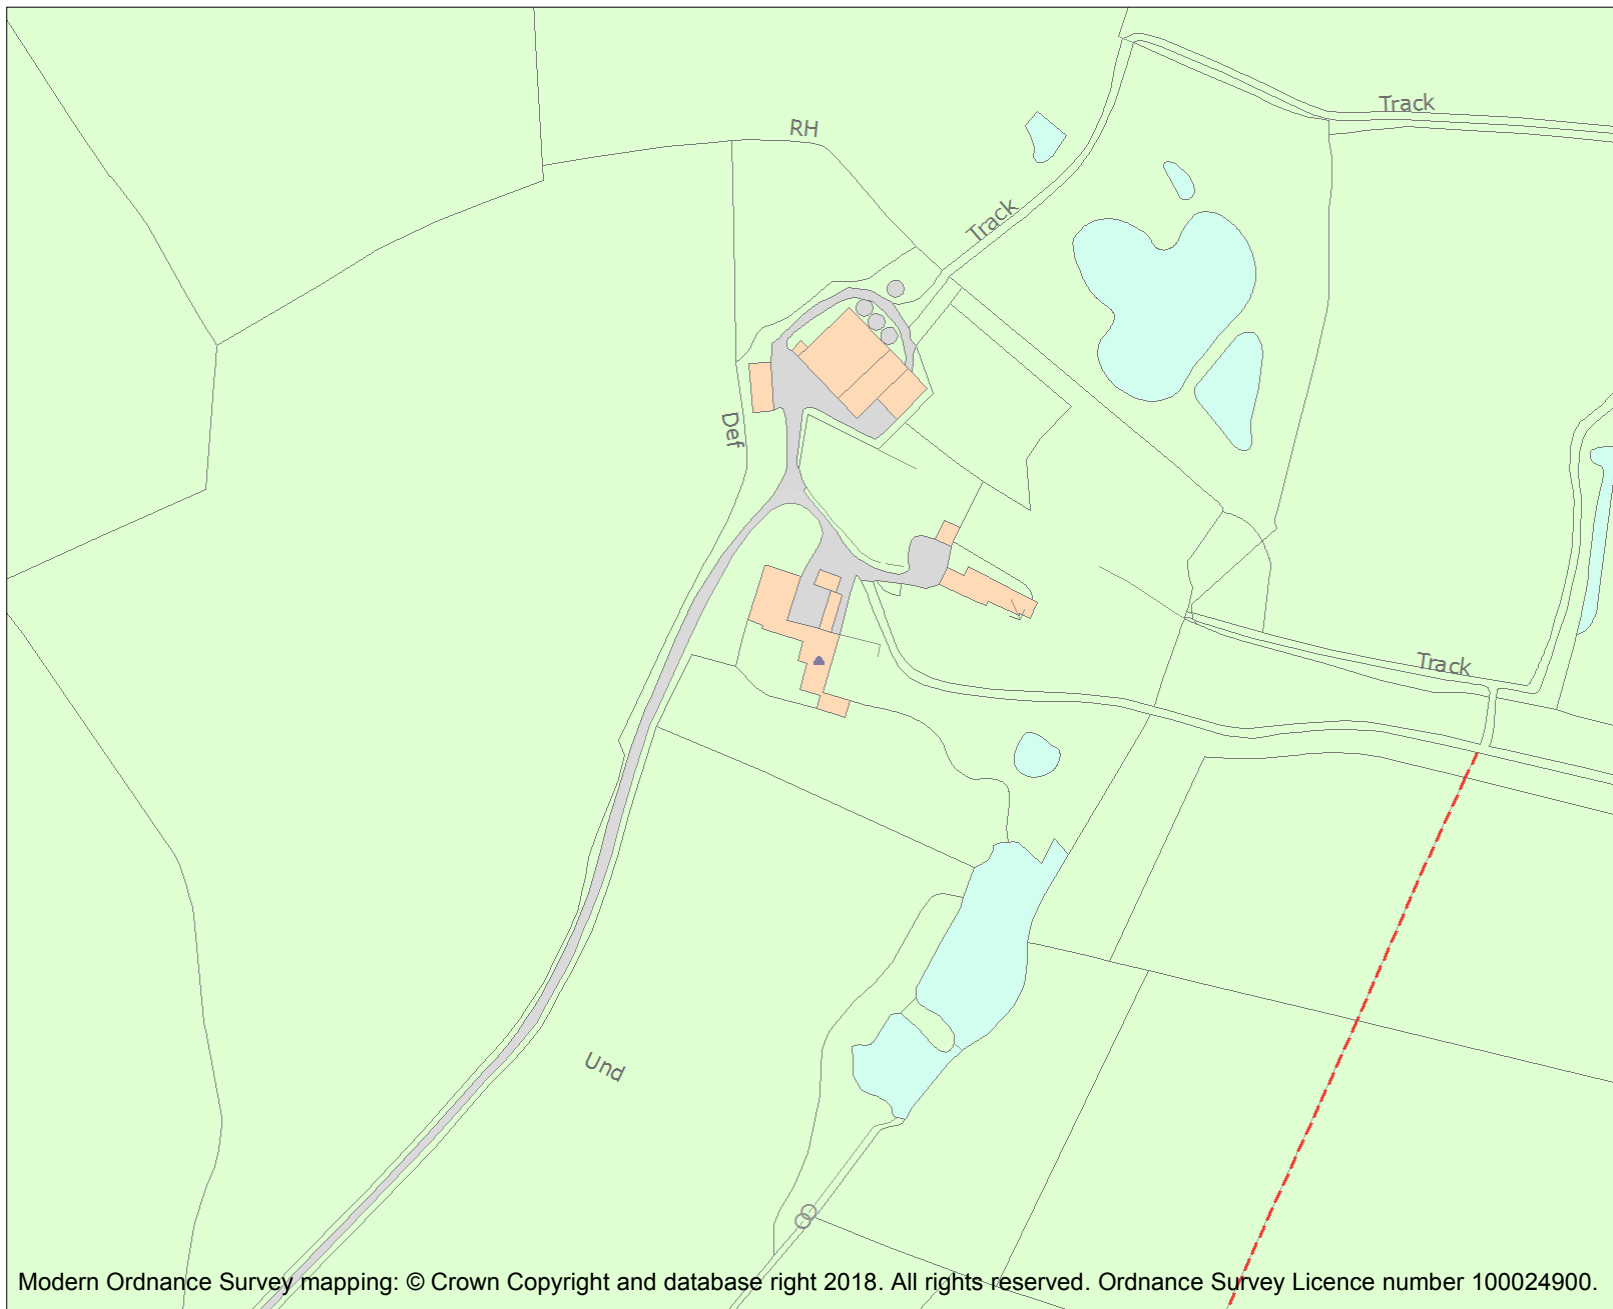 Track
RH
Track
Def
Track
Und
Modern Ordnance Survey mapping: © Crown Copyright and database right 2018. All rights reserved. Ordnance Survey Licence number 100024900.